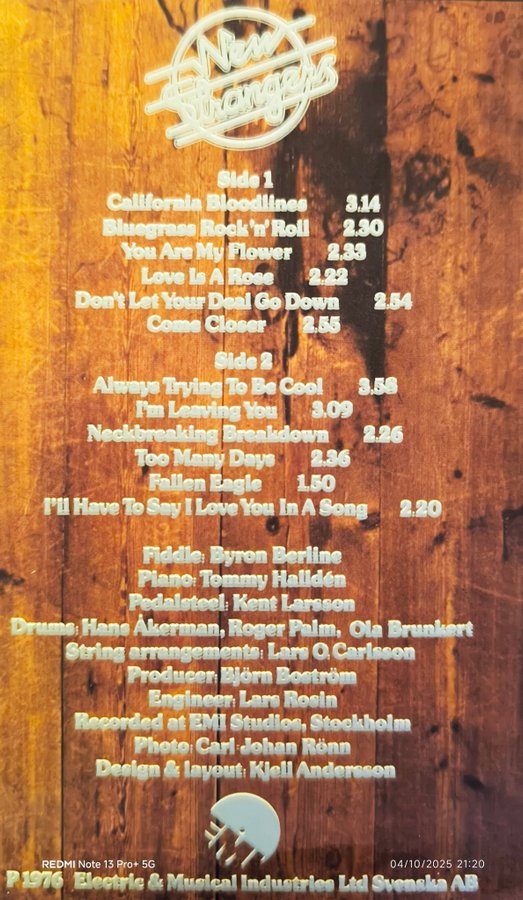 New
Strangers
Side 1
California Bloodlines 3.14
Bluegrass Rock'n'Roll 2.30
You Are My Flower 2.33
Love Is A Rose 2.22
Don't Let Your Deal Go Down 2.54
Come Closer 2.55
Side 2
Always Trying To Be Cool 3.58
I'm Leaving You 3.09
Neckbreaking Breakdown 2.26
Too Many Days 2.36
Fallen Eagle 1.50
I'll Have To Say I Love You In A Song 2.20
Fiddle: Byron Berline
Piano: Tommy Halldén
Pedalsteel: Kent Larsson
Drums: Hans Åkerman, Roger Palm, Ola Brunkert
String arrangements: Lars O Carlsson
Producer: Björn Boström
Engineer: Lars Rosin
Recorded at EMI Studios, Stockholm
Photo: Carl Johan Rönn
Design & layout: Kjell Andersson
EMI
REDMI Note 13 Pro+ 5G 04/10/2025 21:20
P 1976 Electric & Musical Industries Ltd Svenska AB